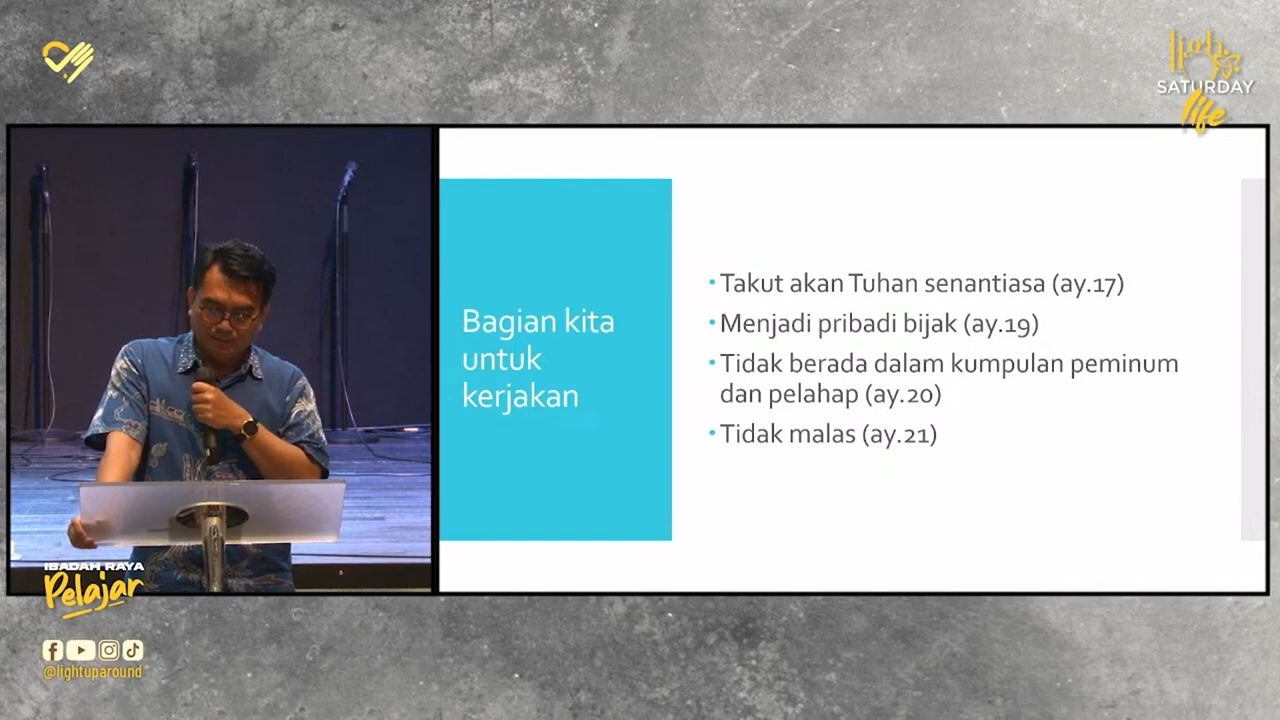 light
SATURDAY
life
Bagian kita
untuk
kerjakan
• Takut akan Tuhan senantiasa (ay.17)
• Menjadi pribadi bijak (ay.19)
• Tidak berada dalam kumpulan peminum
dan pelahap (ay.20)
• Tidak malas (ay.21)
IBADAH RAYA
Pelajar
@lightuparound